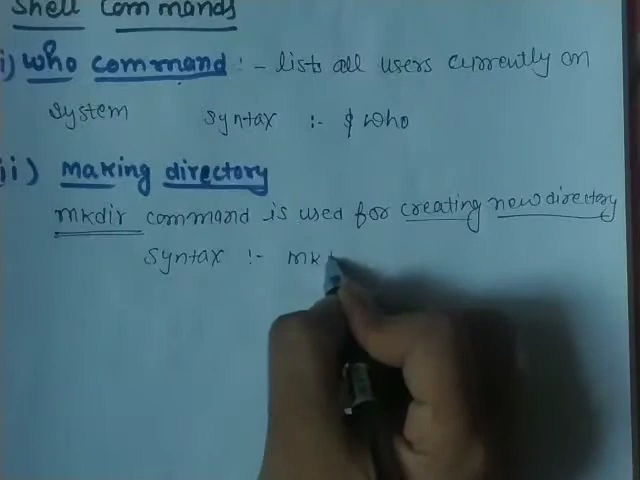 Shell Commands
i) who command :- lists all users currently on
system syntax :- $ who
ii) making directory
mkdir command is used for creating new directory
syntax :- mk